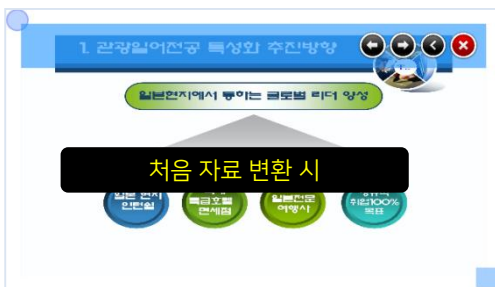 1. 관광일어전공 특성화 추진방향
일본현지에서 통하는 글로벌 리더 양성
처음 자료 변환 시
일본 현지
인턴쉽
특급호텔
면세점
일본전문
여행사
취업100%
목표